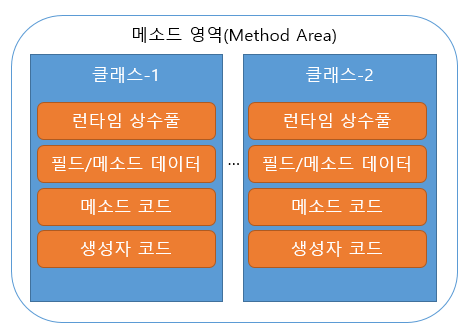 메소드 영역(Method Area)
클래스-1
런타임 상수풀
필드/메소드 데이터
메소드 코드
생성자 코드
...
클래스-2
런타임 상수풀
필드/메소드 데이터
메소드 코드
생성자 코드